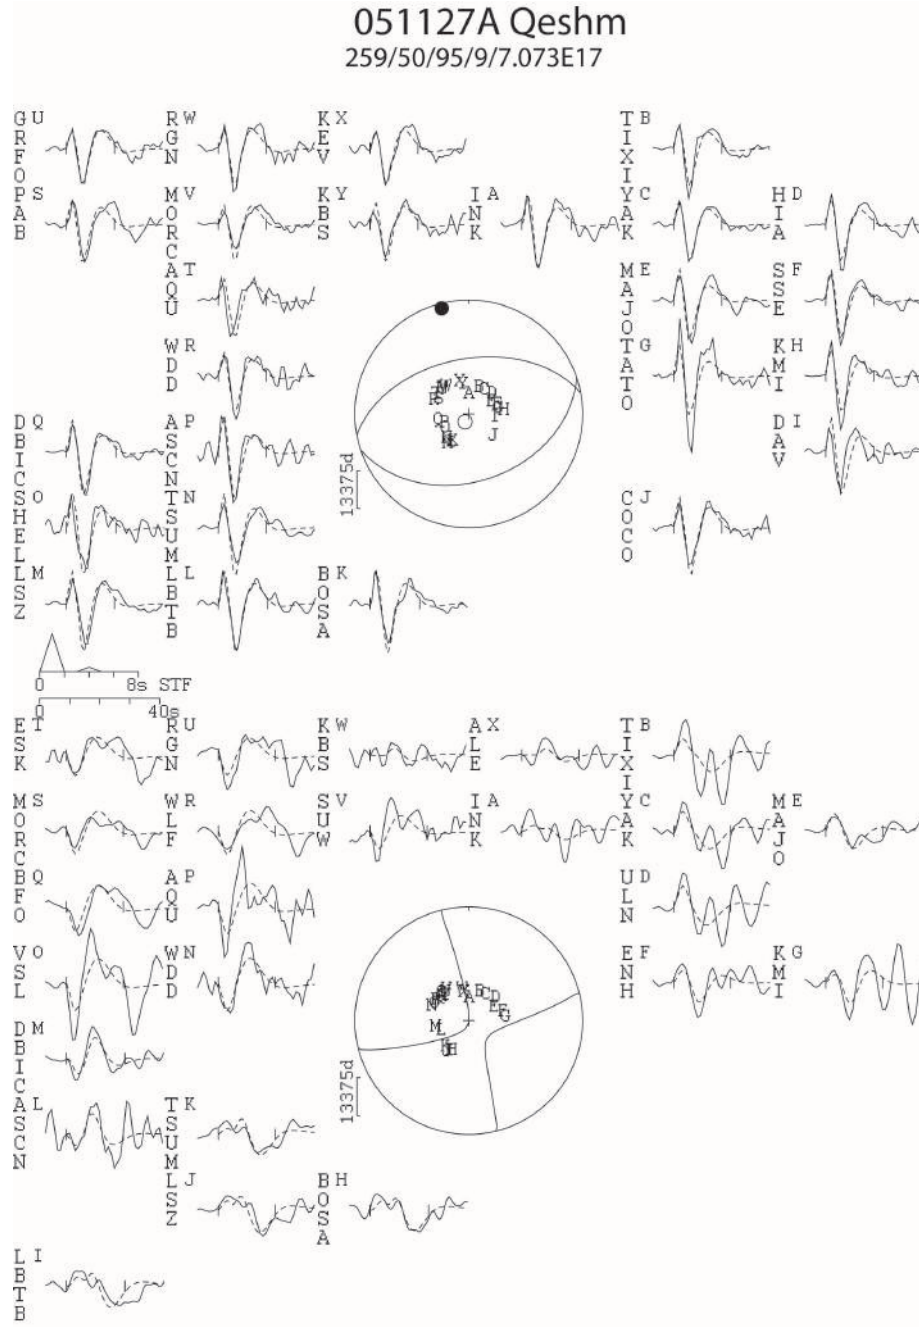 051127A Qeshm
259/50/95/9/7.073E17
GRFO U RGN W KEV X TIXI B
PAB S MORC V KBS Y INK A YAK C HIA D
AQU T MAJO E SSE F
WDD R TATO G KMI H
DBIC Q ASCN P DAV I
13375d
SHEL O TSUM N COCO J
LSZ M LBTB L BOSA K
0 8s STF
0 40s
ESK T RGN U KBS W ALE X TIXI B
MORC S WLF R SUW V INK A YAK C MAJO E
BFO Q AQU P ULN D
VSL O WDD N ENH F KMI G
DBIC M
13375d
ASCN L TSUM K
LSZ J BOSA H
LBTB I